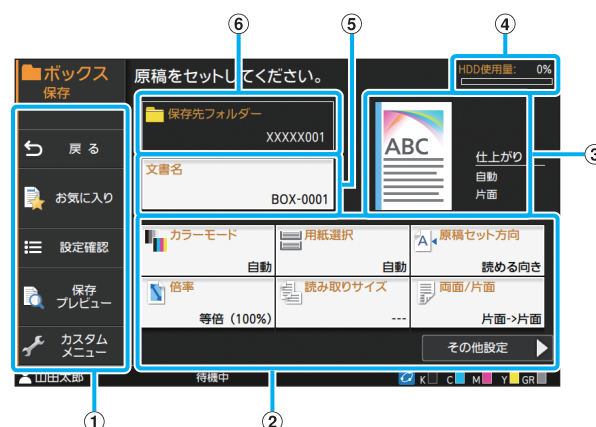 ⑥
⑤
④
ボックス
保存
原稿をセットしてください。
HDD使用量: 0%
保存先フォルダー
XXXXX001
文書名
BOX-0001
ABC
仕上がり
自動
片面
③
戻る
お気に入り
設定確認
保存
プレビュー
カスタム
メニュー
カラーモード
自動
用紙選択
自動
原稿セット方向
読める向き
倍率
等倍 (100%)
読み取りサイズ
---
両面/片面
片面->片面
その他設定
山田太郎
待機中
K C M Y GR
①
②